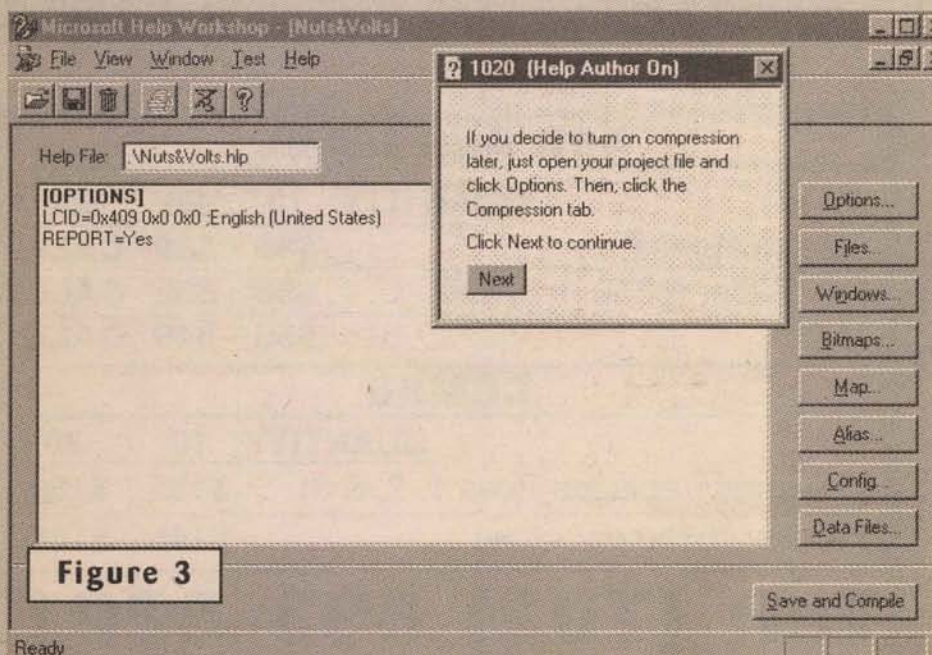 Microsoft Help Workshop - [Nuts&Volts]
File View Window Test Help
1020 (Help Author On)
If you decide to turn on compression
later, just open your project file and
click Options. Then, click the
Compression tab.
Click Next to continue.
Next
Help File: .\Nuts&Volts.hlp
[OPTIONS]
LCID=0x409 0x0 0x0 ;English (United States)
REPORT=Yes
Options...
Files...
Windows...
Bitmaps...
Map...
Alias...
Config...
Data Files...
Figure 3
Save and Compile
Ready